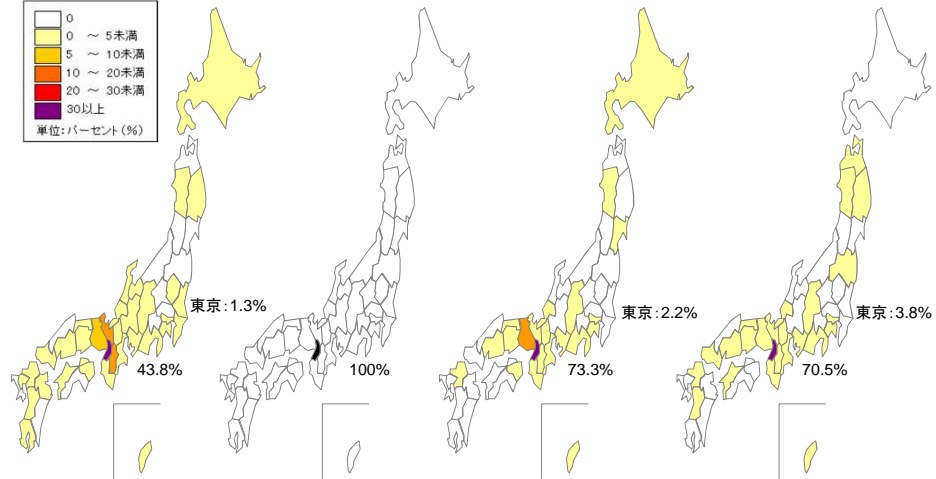 0
0 ～ 5未満
5 ～ 10未満
10 ～ 20未満
20 ～ 30未満
30以上
単位：パーセント（%）
東京：1.3%
43.8%
100%
東京：2.2%
73.3%
東京：3.8%
70.5%